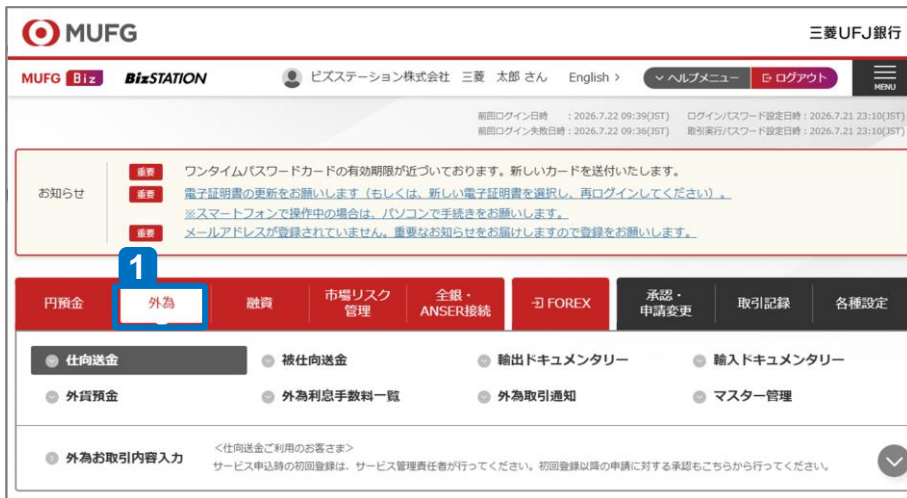 MUFG
三菱UFJ銀行
MUFG Biz BizSTATION ビズステーション株式会社 三菱 太郎 さん English > ヘルプメニュー ログアウト MENU
前回ログイン日時 : 2026.7.22 09:39(JST) ログインパスワード設定日時 : 2026.7.21 23:10(JST)
前回ログイン失敗日時 : 2026.7.22 09:36(JST) 取引実行パスワード設定日時 : 2026.7.21 23:10(JST)
お知らせ
重要 ワンタイムパスワードカードの有効期限が近づいております。新しいカードを送付いたします。
重要 電子証明書の更新をお願いします（もしくは、新しい電子証明書を選択し、再ログインしてください）。
※スマートフォンで操作中の場合は、パソコンで手続きをお願いします。
重要 メールアドレスが登録されていません。重要なお知らせをお届けしますので登録をお願いします。
1
円預金 外為 融資 市場リスク管理 全銀・ANSER接続 FOREX 承認・申請変更 取引記録 各種設定
仕向送金 被仕向送金 輸出ドキュメンタリー 輸入ドキュメンタリー
外貨預金 外為利息手数料一覧 外為取引通知 マスター管理
外為お取引内容入力
<仕向送金ご利用のお客さま>
サービス申込時の初回登録は、サービス管理責任者が行ってください。初回登録以降の申請に対する承認もこちらから行ってください。